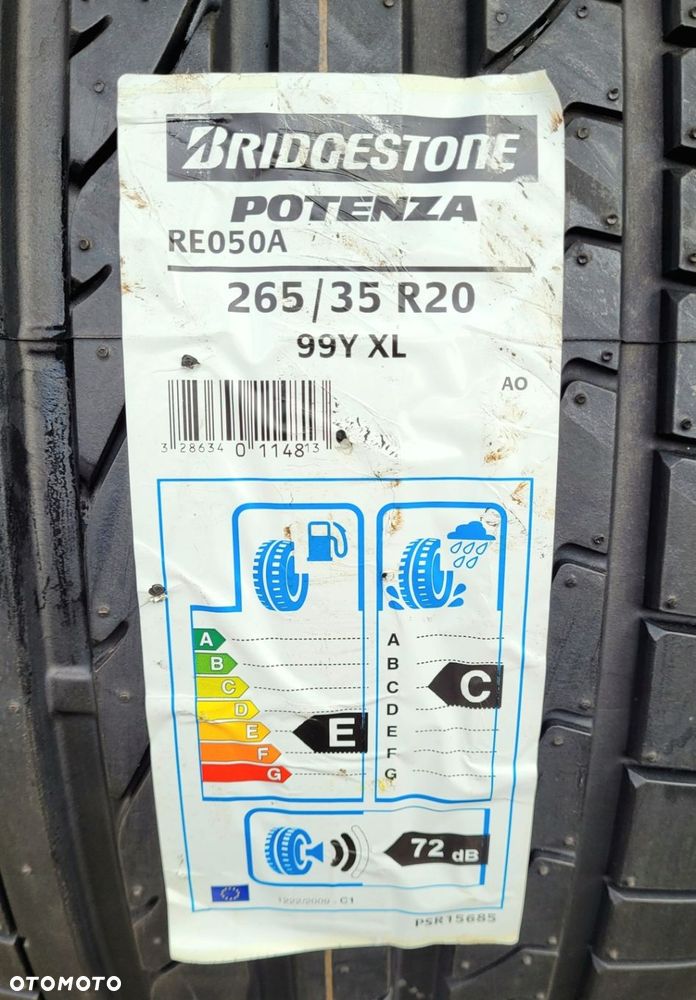 BRIDGESTONE
POTENZA
RE050A
265/35 R20
99Y XL
AO
3 286340 114813
A
B
C
D
E
F
G
E
A
B
C
D
E
F
G
C
72 dB
1222/2009 - C1
PSR15685
OTOMOTO